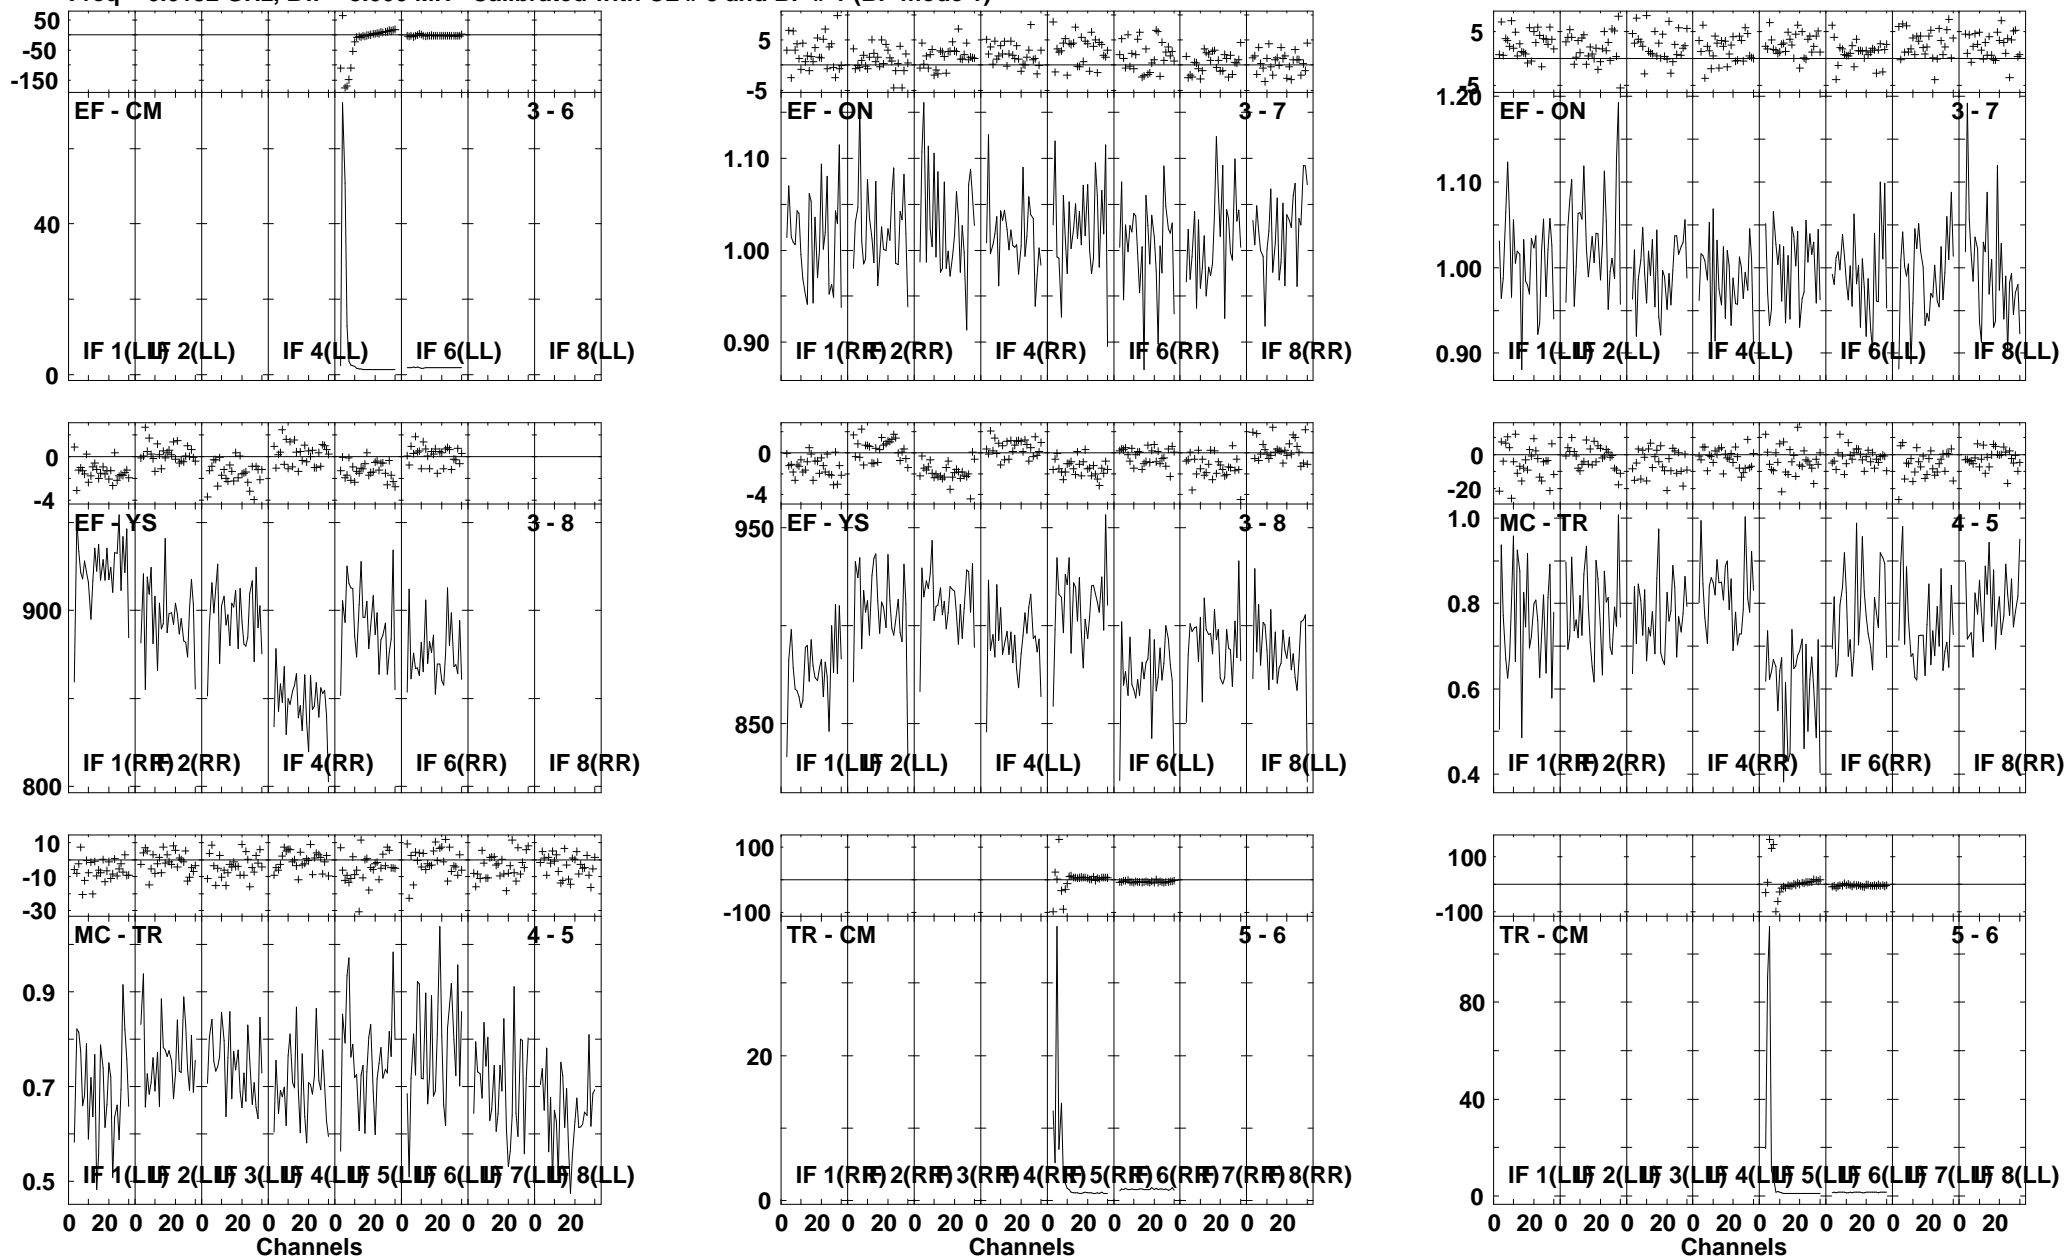 50
-50
-150
EF - CM 3 - 6
40
0
IF 1(LL) IF 2(LL) IF 4(LL) IF 6(LL) IF 8(LL)
5
-5
EF - ON 3 - 7
1.10
1.00
0.90
IF 1(RR) IF 2(RR) IF 4(RR) IF 6(RR) IF 8(RR)
5
-5
1.20
EF - ON 3 - 7
1.10
1.00
0.90
IF 1(LL) IF 2(LL) IF 4(LL) IF 6(LL) IF 8(LL)
0
-4
EF - YS 3 - 8
900
800
IF 1(RR) IF 2(RR) IF 4(RR) IF 6(RR) IF 8(RR)
0
-4
EF - YS 3 - 8
950
850
IF 1(LL) IF 2(LL) IF 4(LL) IF 6(LL) IF 8(LL)
0
-20
MC - TR 4 - 5
1.0
0.8
0.6
0.4
IF 1(RR) IF 2(RR) IF 4(RR) IF 6(RR) IF 8(RR)
10
-10
-30
MC - TR 4 - 5
0.9
0.7
0.5
IF 1(LL) IF 2(LL) IF 3(LL) IF 4(LL) IF 5(LL) IF 6(LL) IF 7(LL) IF 8(LL)
0 20 0 20 0 20 0 20 0 20 0 20 0 20 0 20
Channels
100
-100
TR - CM 5 - 6
20
0
IF 1(RR) IF 2(RR) IF 3(RR) IF 4(RR) IF 5(RR) IF 6(RR) IF 7(RR) IF 8(RR)
0 20 0 20 0 20 0 20 0 20 0 20 0 20 0 20
Channels
100
-100
TR - CM 5 - 6
80
40
0
IF 1(LL) IF 2(LL) IF 3(LL) IF 4(LL) IF 5(LL) IF 6(LL) IF 7(LL) IF 8(LL)
0 20 0 20 0 20 0 20 0 20 0 20 0 20 0 20
Channels